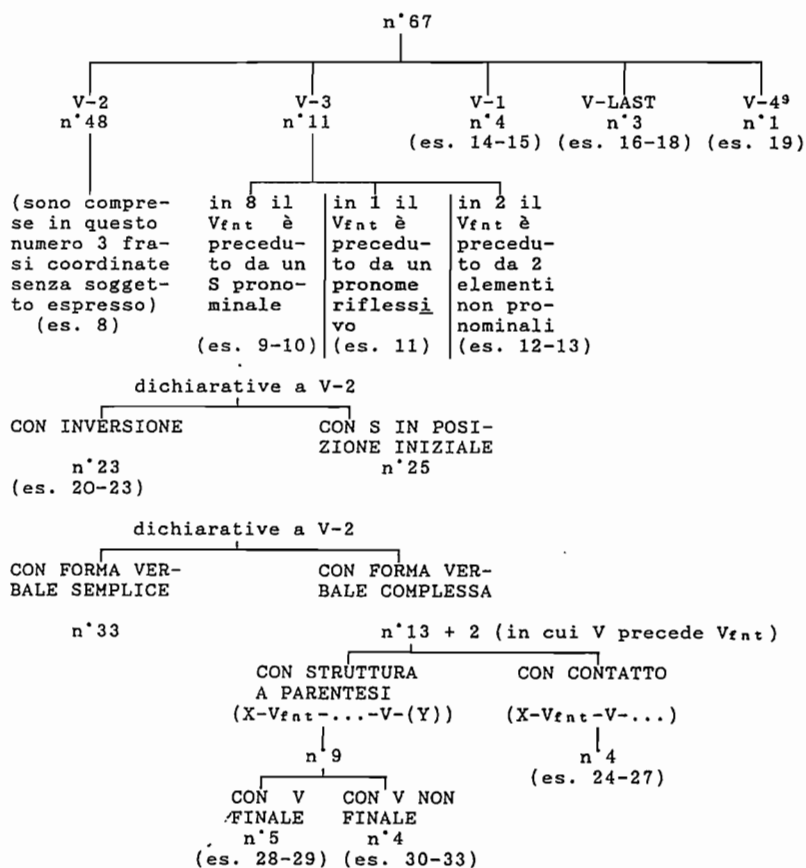 n°67
V-2 V-3 V-1 V-LAST V-4⁹
n°48 n°11 n°4 n°3 n°1
(es. 14-15) (es. 16-18) (es. 19)
(sono compre-
se in questo
numero 3 fra-
si coordinate
senza sogget-
to espresso)
(es. 8)
in 8 il
Vfnt è
precedu-
to da un
S prono-
minale
(es. 9-10)
in 1 il
Vfnt è
precedu-
to da un
pronome
riflessi
vo
(es. 11)
in 2 il
Vfnt è
precedu-
to da 2
elementi
non pro-
nominali
(es. 12-13)
dichiarative a V-2
CON INVERSIONE
n°23
(es. 20-23)
CON S IN POSI-
ZIONE INIZIALE
n°25
dichiarative a V-2
CON FORMA VER-
BALE SEMPLICE
n°33
CON FORMA VER-
BALE COMPLESSA
n°13 + 2 (in cui V precede Vfnt)
CON STRUTTURA
A PARENTESI
(X-Vfnt-...-V-(Y))
n°9
CON CONTATTO
(X-Vfnt-V-...)
n°4
(es. 24-27)
CON V
FINALE
n°5
(es. 28-29)
CON V NON
FINALE
n°4
(es. 30-33)